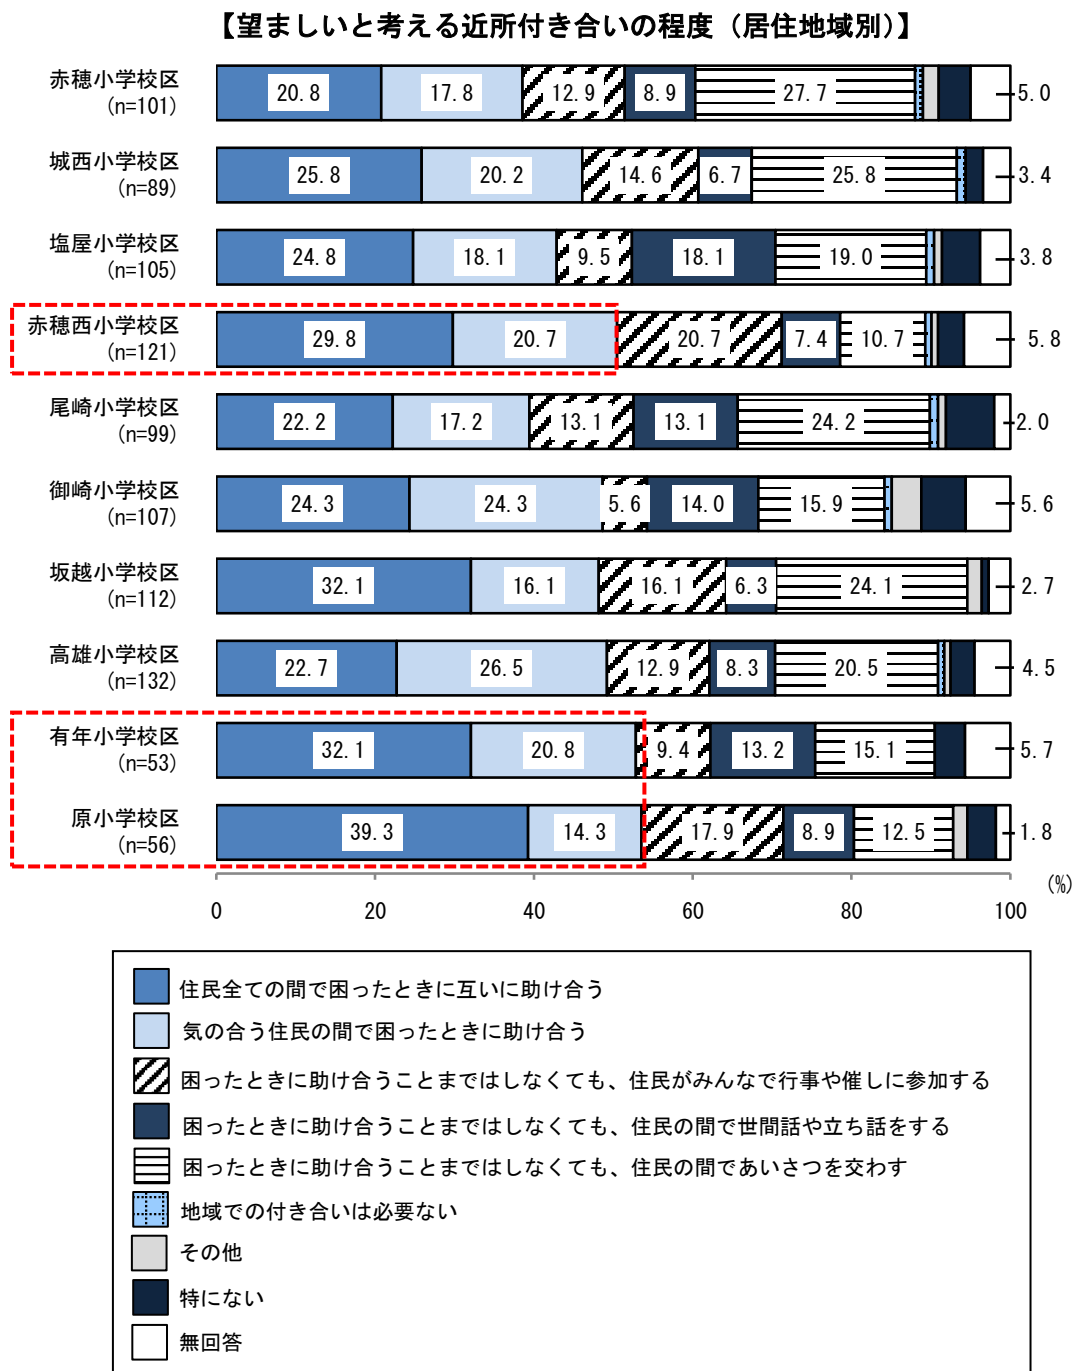 【望ましいと考える近所付き合いの程度（居住地域別）】
赤穂小学校区
(n=101)
20.8 17.8 12.9 8.9 27.7 5.0
城西小学校区
(n=89)
25.8 20.2 14.6 6.7 25.8 3.4
塩屋小学校区
(n=105)
24.8 18.1 9.5 18.1 19.0 3.8
赤穂西小学校区
(n=121)
29.8 20.7 20.7 7.4 10.7 5.8
尾崎小学校区
(n=99)
22.2 17.2 13.1 13.1 24.2 2.0
御崎小学校区
(n=107)
24.3 24.3 5.6 14.0 15.9 5.6
坂越小学校区
(n=112)
32.1 16.1 16.1 6.3 24.1 2.7
高雄小学校区
(n=132)
22.7 26.5 12.9 8.3 20.5 4.5
有年小学校区
(n=53)
32.1 20.8 9.4 13.2 15.1 5.7
原小学校区
(n=56)
39.3 14.3 17.9 8.9 12.5 1.8
(%)
0 20 40 60 80 100
住民全ての間で困ったときに互いに助け合う
気の合う住民の間で困ったときに助け合う
困ったときに助け合うことまではしなくても、住民がみんなで行事や催しに参加する
困ったときに助け合うことまではしなくても、住民の間で世間話や立ち話をする
困ったときに助け合うことまではしなくても、住民の間であいさつを交わす
地域での付き合いは必要ない
その他
特にない
無回答